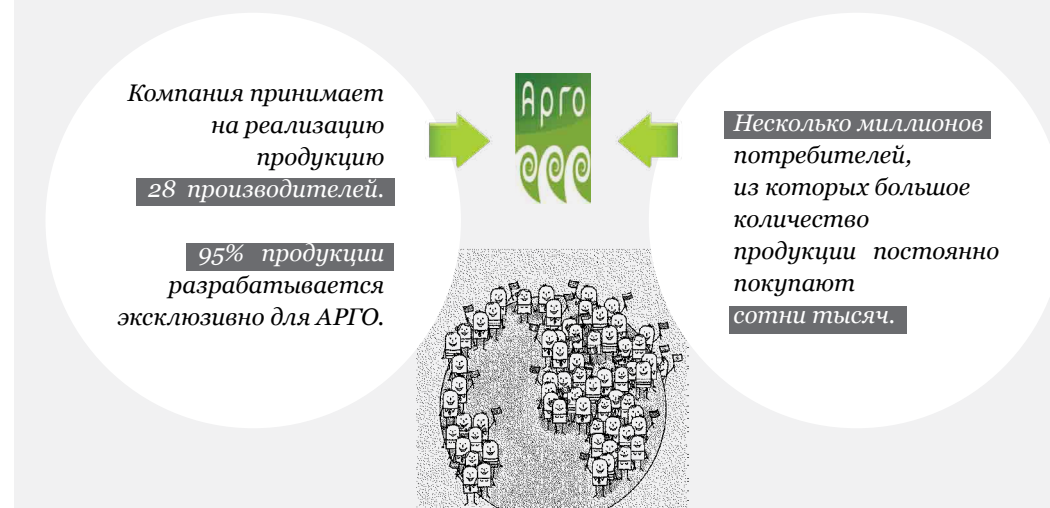 Компания принимает
на реализацию
продукцию
28 производителей.
95% продукции
разрабатывается
эксклюзивно для АРГО.
Арго
Несколько миллионов
потребителей,
из которых большое
количество
продукции постоянно
покупают
сотни тысяч.